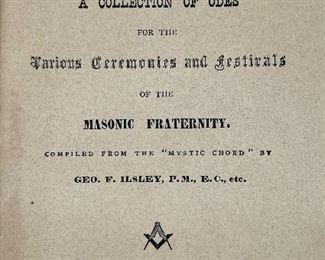 A COLLECTION OF ODES
FOR THE
Various Ceremonies and Festivals
OF THE
MASONIC FRATERNITY.
COMPILED FROM THE "MYSTIC CHORD" BY
GEO. F. ILSLEY, P.M., E.C., etc.